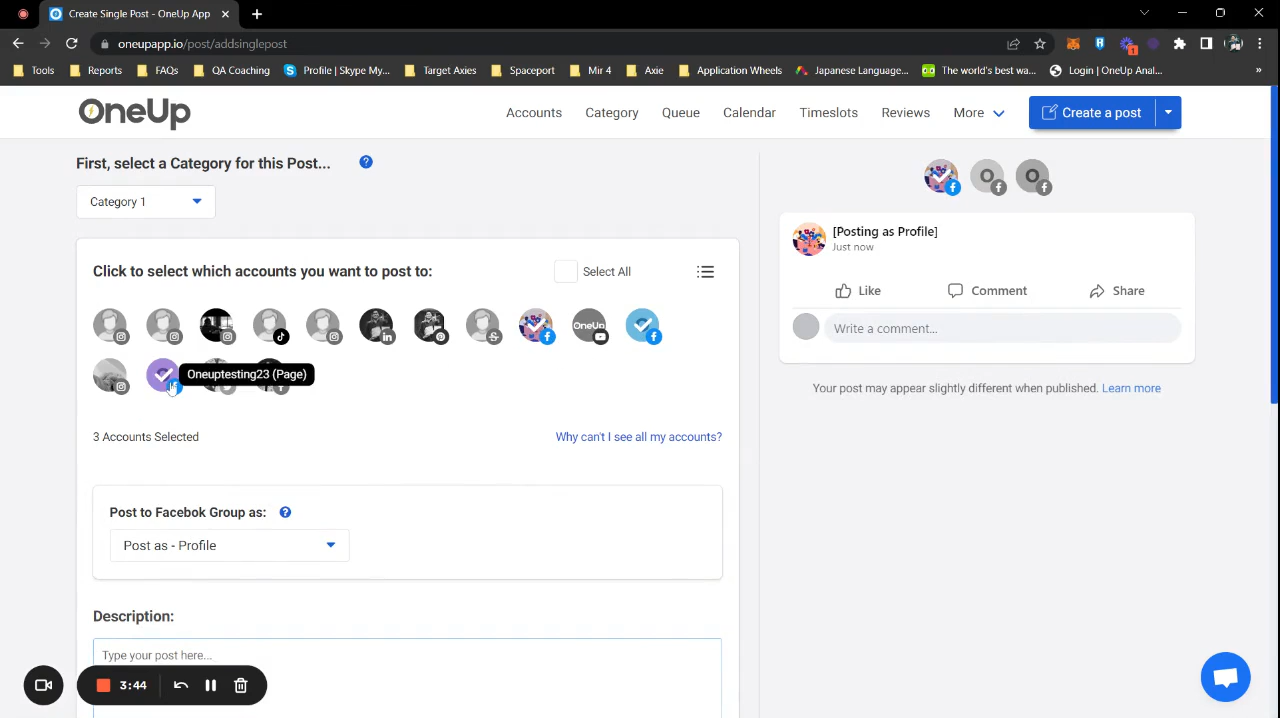 Create Single Post - OneUp App
oneupapp.io/post/addsinglepost
Tools
Reports
FAQs
QA Coaching
Profile | Skype My...
Target Axies
Spaceport
Mir 4
Axie
Application Wheels
Japanese Language...
The world's best wa...
Login | OneUp Anal...
»
OneUp
Accounts
Category
Queue
Calendar
Timeslots
Reviews
More
Create a post
First, select a Category for this Post...
?
Category 1
Click to select which accounts you want to post to:
Select All
OneUp
Oneuptesting23 (Page)
3 Accounts Selected
Why can't I see all my accounts?
Post to Facebok Group as:
?
Post as - Profile
Description:
Type your post here...
3:44
O
O
[Posting as Profile]
Just now
Like
Comment
Share
Write a comment...
Your post may appear slightly different when published. Learn more